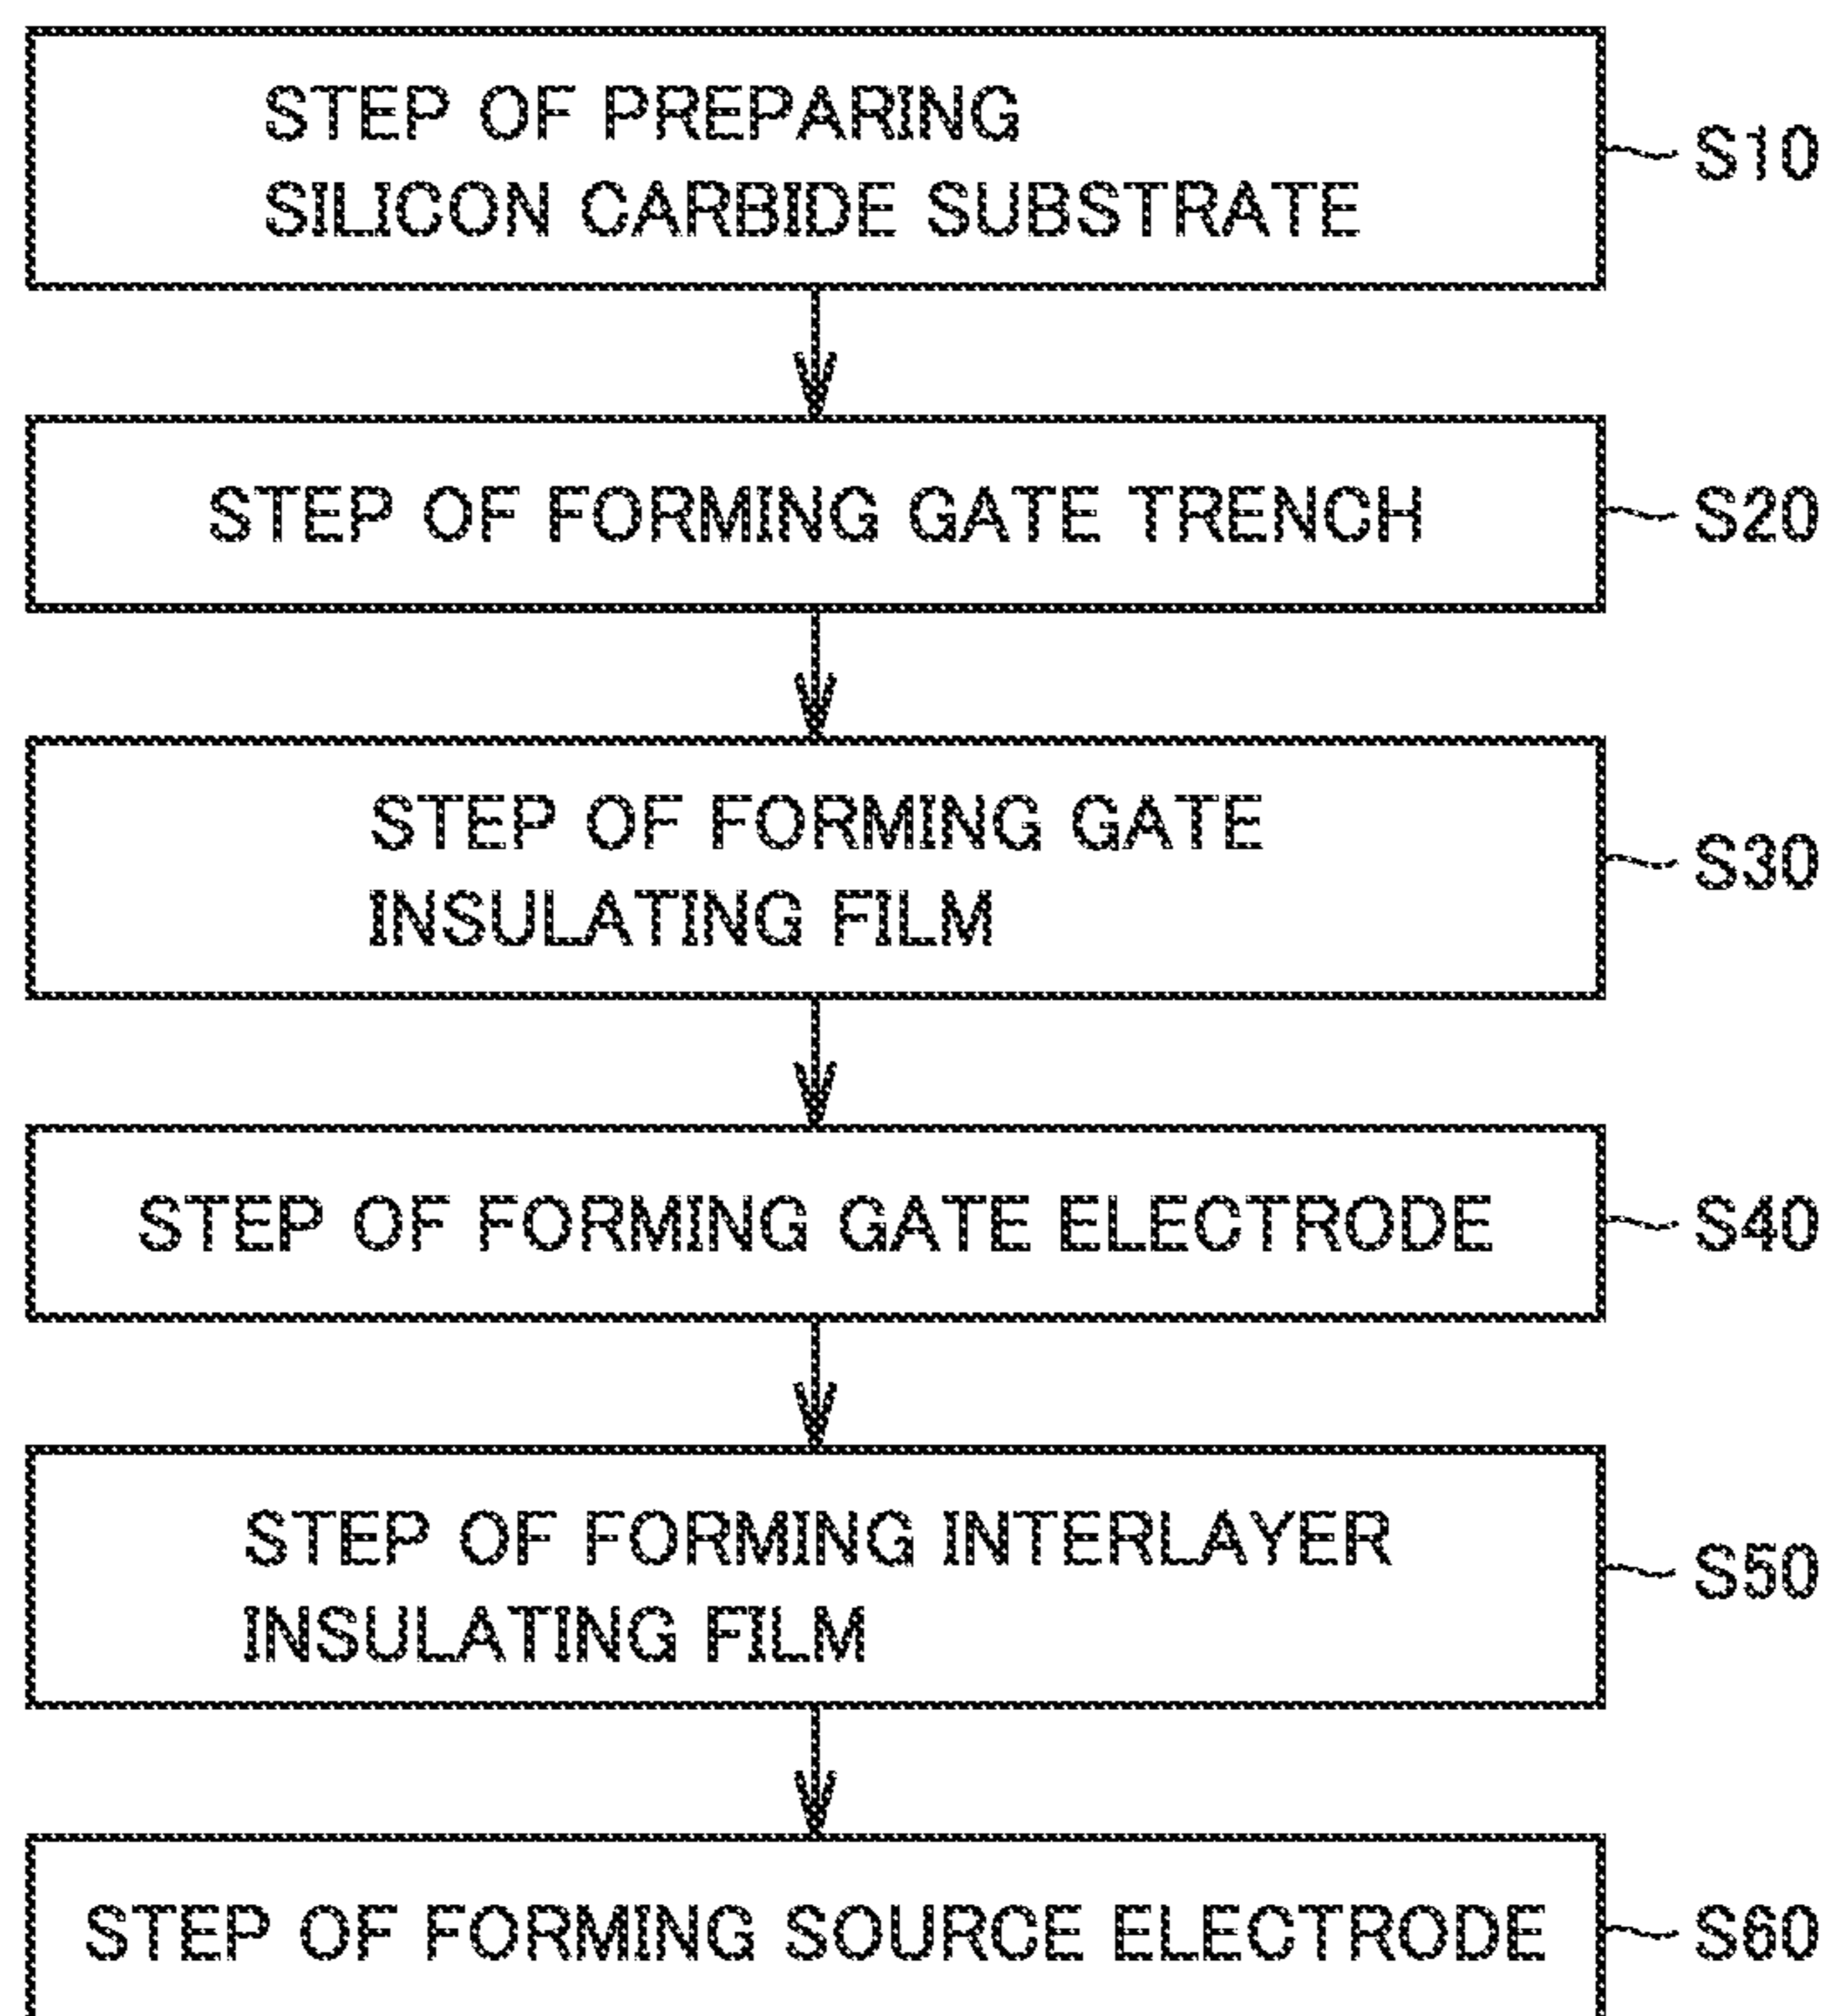 STEP OF PREPARING
SILICON CARBIDE SUBSTRATE
S10
STEP OF FORMING GATE TRENCH
S20
STEP OF FORMING GATE
INSULATING FILM
S30
STEP OF FORMING GATE ELECTRODE
S40
STEP OF FORMING INTERLAYER
INSULATING FILM
S50
STEP OF FORMING SOURCE ELECTRODE
S60